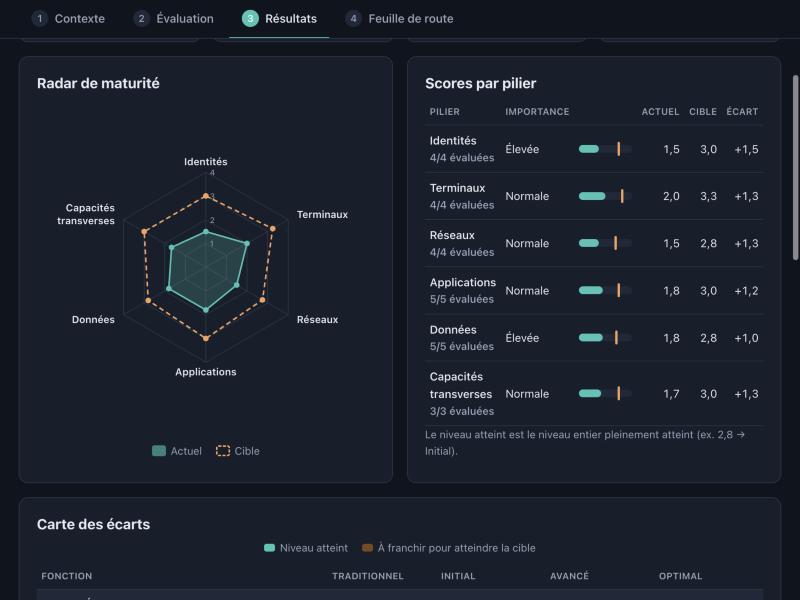 1 Contexte 2 Évaluation 3 Résultats 4 Feuille de route
Radar de maturité
Identités
4
3
2
1
Capacités
transverses
Terminaux
Données
Réseaux
Applications
Actuel Cible
Scores par pilier
PILIER IMPORTANCE ACTUEL CIBLE ÉCART
Identités
4/4 évaluées
Élevée 1,5 3,0 +1,5
Terminaux
4/4 évaluées
Normale 2,0 3,3 +1,3
Réseaux
4/4 évaluées
Normale 1,5 2,8 +1,3
Applications
5/5 évaluées
Normale 1,8 3,0 +1,2
Données
5/5 évaluées
Élevée 1,8 2,8 +1,0
Capacités
transverses
3/3 évaluées
Normale 1,7 3,0 +1,3
Le niveau atteint est le niveau entier pleinement atteint (ex. 2,8 →
Initial).
Carte des écarts
Niveau atteint À franchir pour atteindre la cible
FONCTION TRADITIONNEL INITIAL AVANCÉ OPTIMAL